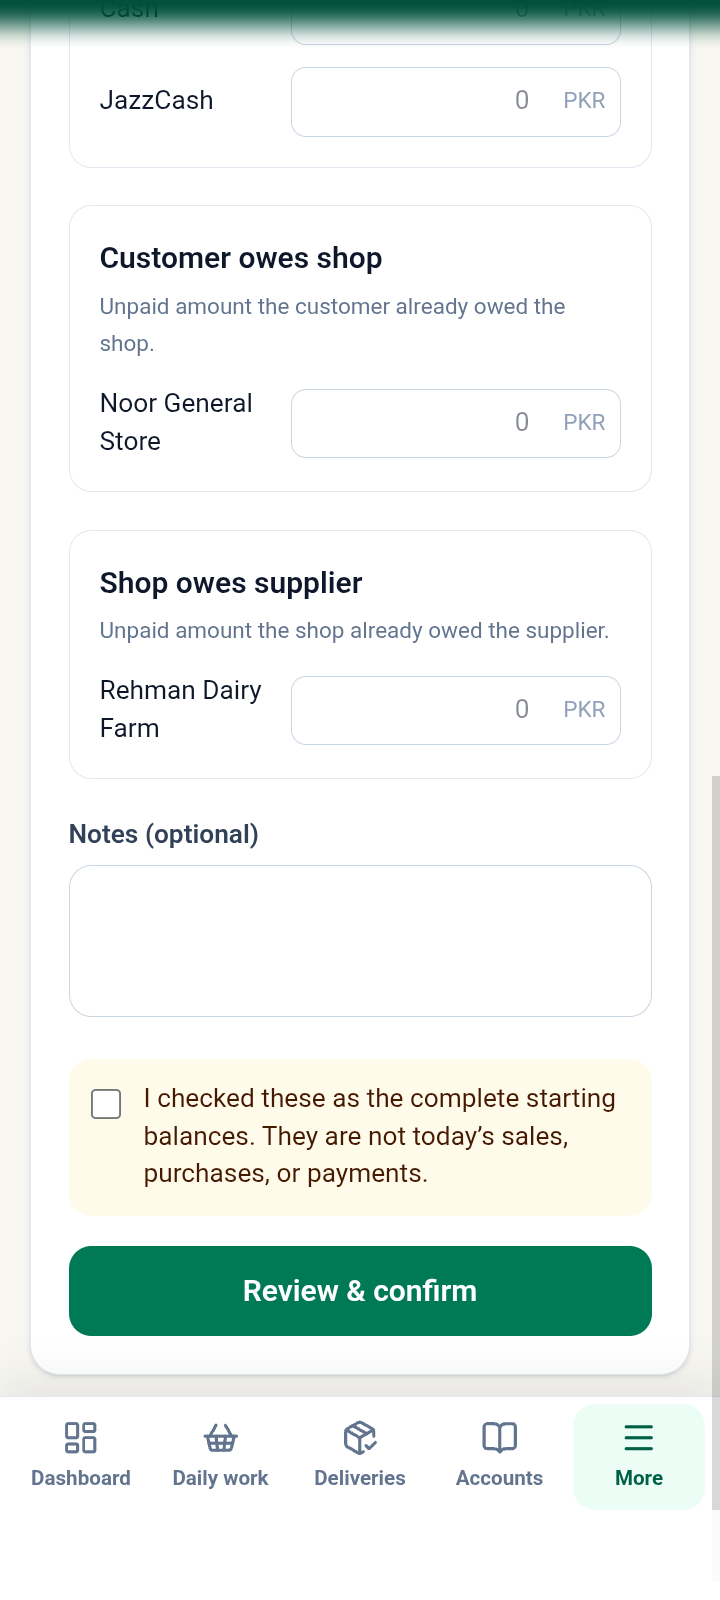 Cash 0 PKR
JazzCash 0 PKR
Customer owes shop
Unpaid amount the customer already owed the
shop.
Noor General
Store
0 PKR
Shop owes supplier
Unpaid amount the shop already owed the supplier.
Rehman Dairy
Farm
0 PKR
Notes (optional)
I checked these as the complete starting
balances. They are not today’s sales,
purchases, or payments.
Review & confirm
Dashboard Daily work Deliveries Accounts More